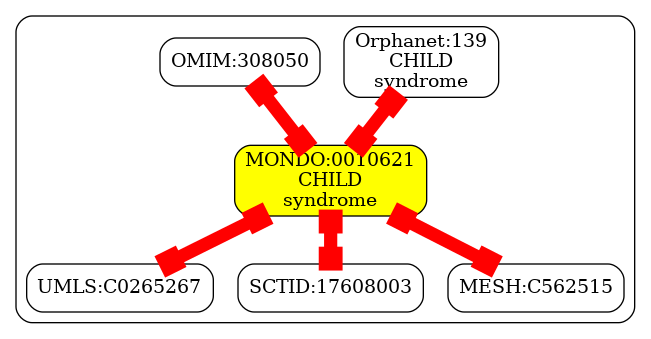 OMIM:308050
Orphanet:139
CHILD
syndrome
MONDO:0010621
CHILD
syndrome
UMLS:C0265267
SCTID:17608003
MESH:C562515